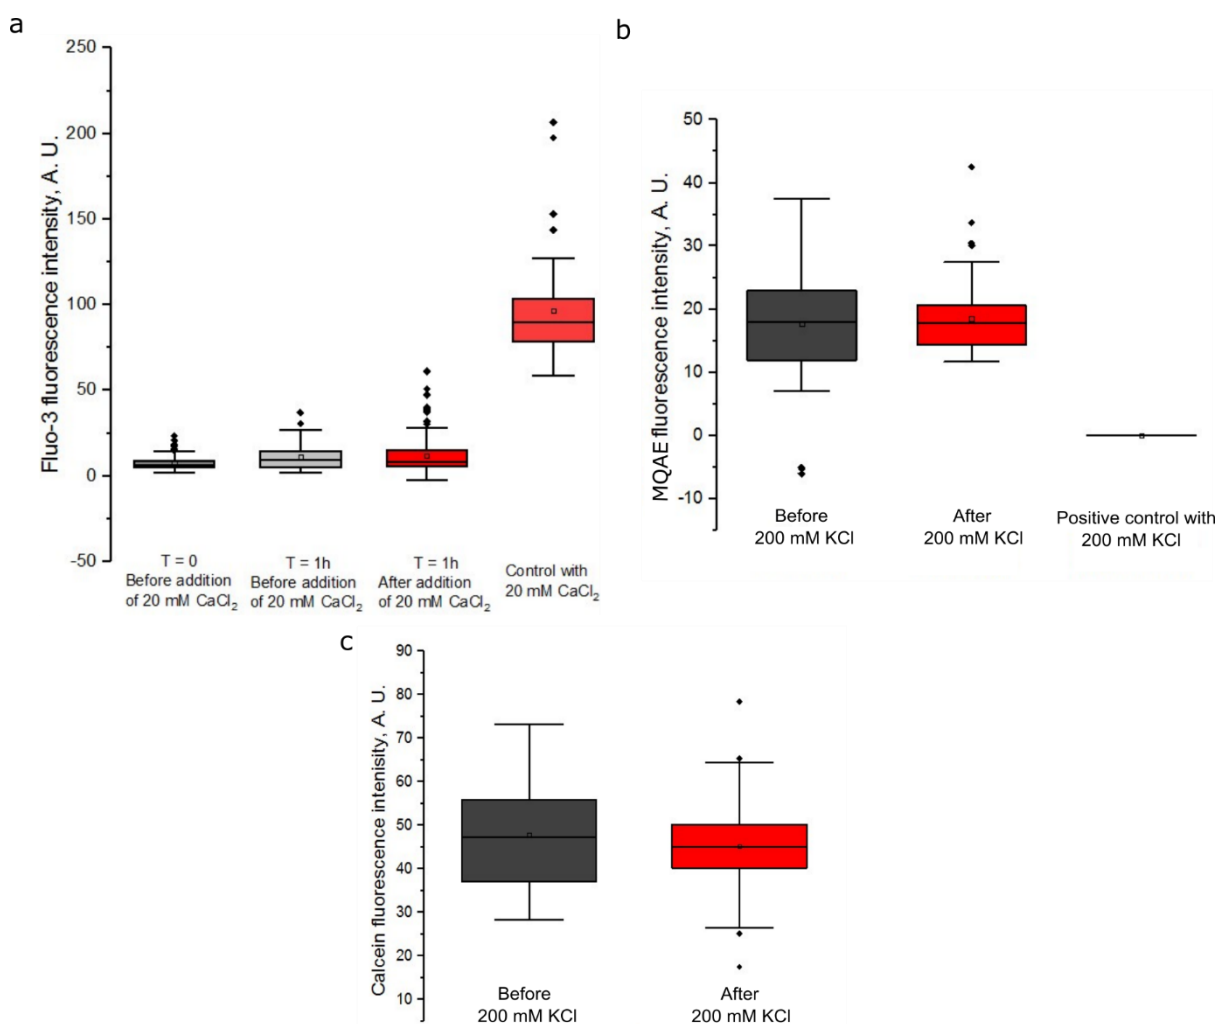 a
Fluo-3 fluorescence intensity, A. U.
250
200
150
100
50
0
-50
T = 0
Before addition
of 20 mM CaCl₂
T = 1h
Before addition
of 20 mM CaCl₂
T = 1h
After addition
of 20 mM CaCl₂
Control with
20 mM CaCl₂
b
MQAE fluorescence intensity, A. U.
50
40
30
20
10
0
-10
Before
200 mM KCl
After
200 mM KCl
Positive control with
200 mM KCl
c
Calcein fluorescence intenisity, A. U.
90
80
70
60
50
40
30
20
10
Before
200 mM KCl
After
200 mM KCl